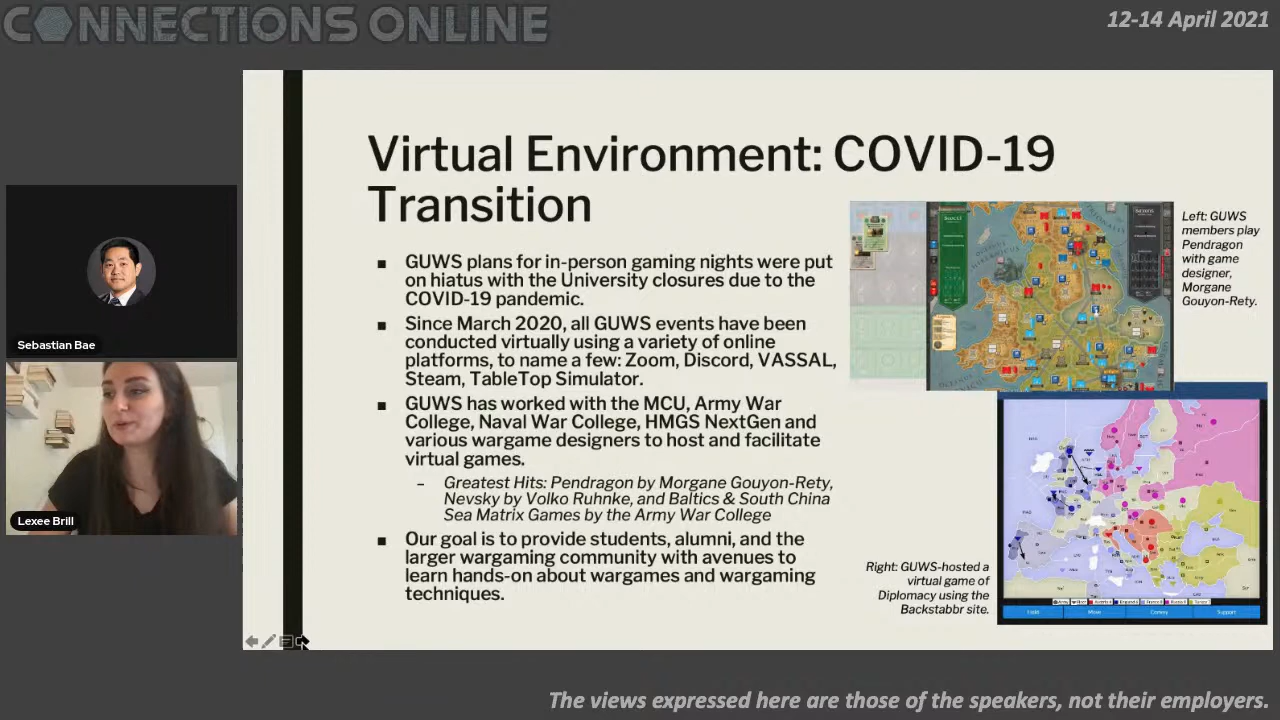 CONNECTIONS ONLINE
12-14 April 2021
Virtual Environment: COVID-19
Transition
GUWS plans for in-person gaming nights were put
on hiatus with the University closures due to the
COVID-19 pandemic.
Since March 2020, all GUWS events have been
conducted virtually using a variety of online
platforms, to name a few: Zoom, Discord, VASSAL,
Steam, TableTop Simulator.
GUWS has worked with the MCU, Army War
College, Naval War College, HMGS NextGen and
various wargame designers to host and facilitate
virtual games.
– Greatest Hits: Pendragon by Morgane Gouyon-Rety,
Nevsky by Volko Ruhnke, and Baltics & South China
Sea Matrix Games by the Army War College
Our goal is to provide students, alumni, and the
larger wargaming community with avenues to
learn hands-on about wargames and wargaming
techniques.
Left: GUWS
members play
Pendragon
with game
designer,
Morgane
Gouyon-Rety.
Right: GUWS-hosted a
virtual game of
Diplomacy using the
Backstabbr site.
Hold
Move
Convoy
Support
Sebastian Bae
Lexee Brill
The views expressed here are those of the speakers, not their employers.